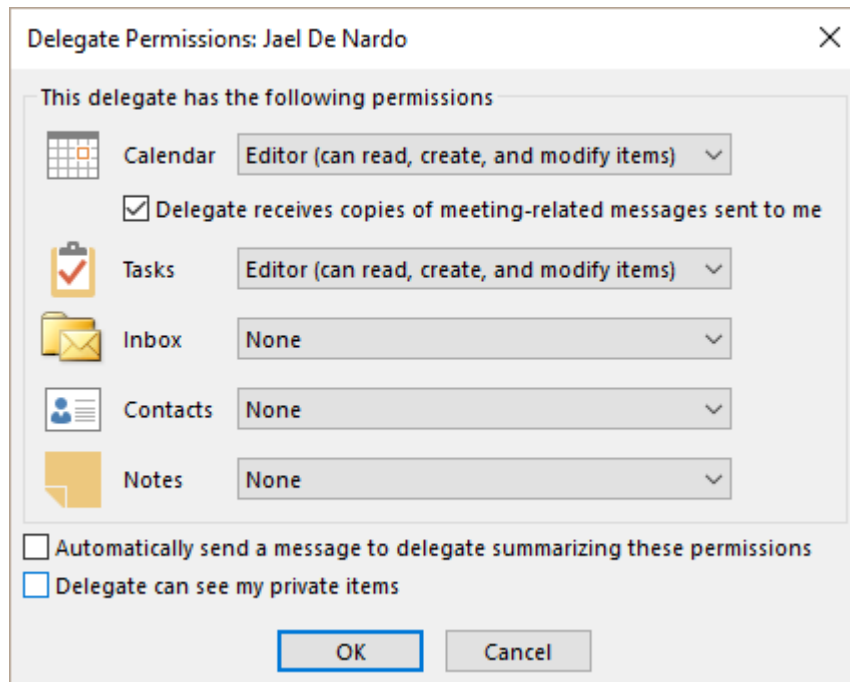 Delegate Permissions: Jael De Nardo
This delegate has the following permissions
Calendar Editor (can read, create, and modify items)
Delegate receives copies of meeting-related messages sent to me
Tasks Editor (can read, create, and modify items)
Inbox None
Contacts None
Notes None
Automatically send a message to delegate summarizing these permissions
Delegate can see my private items
OK Cancel